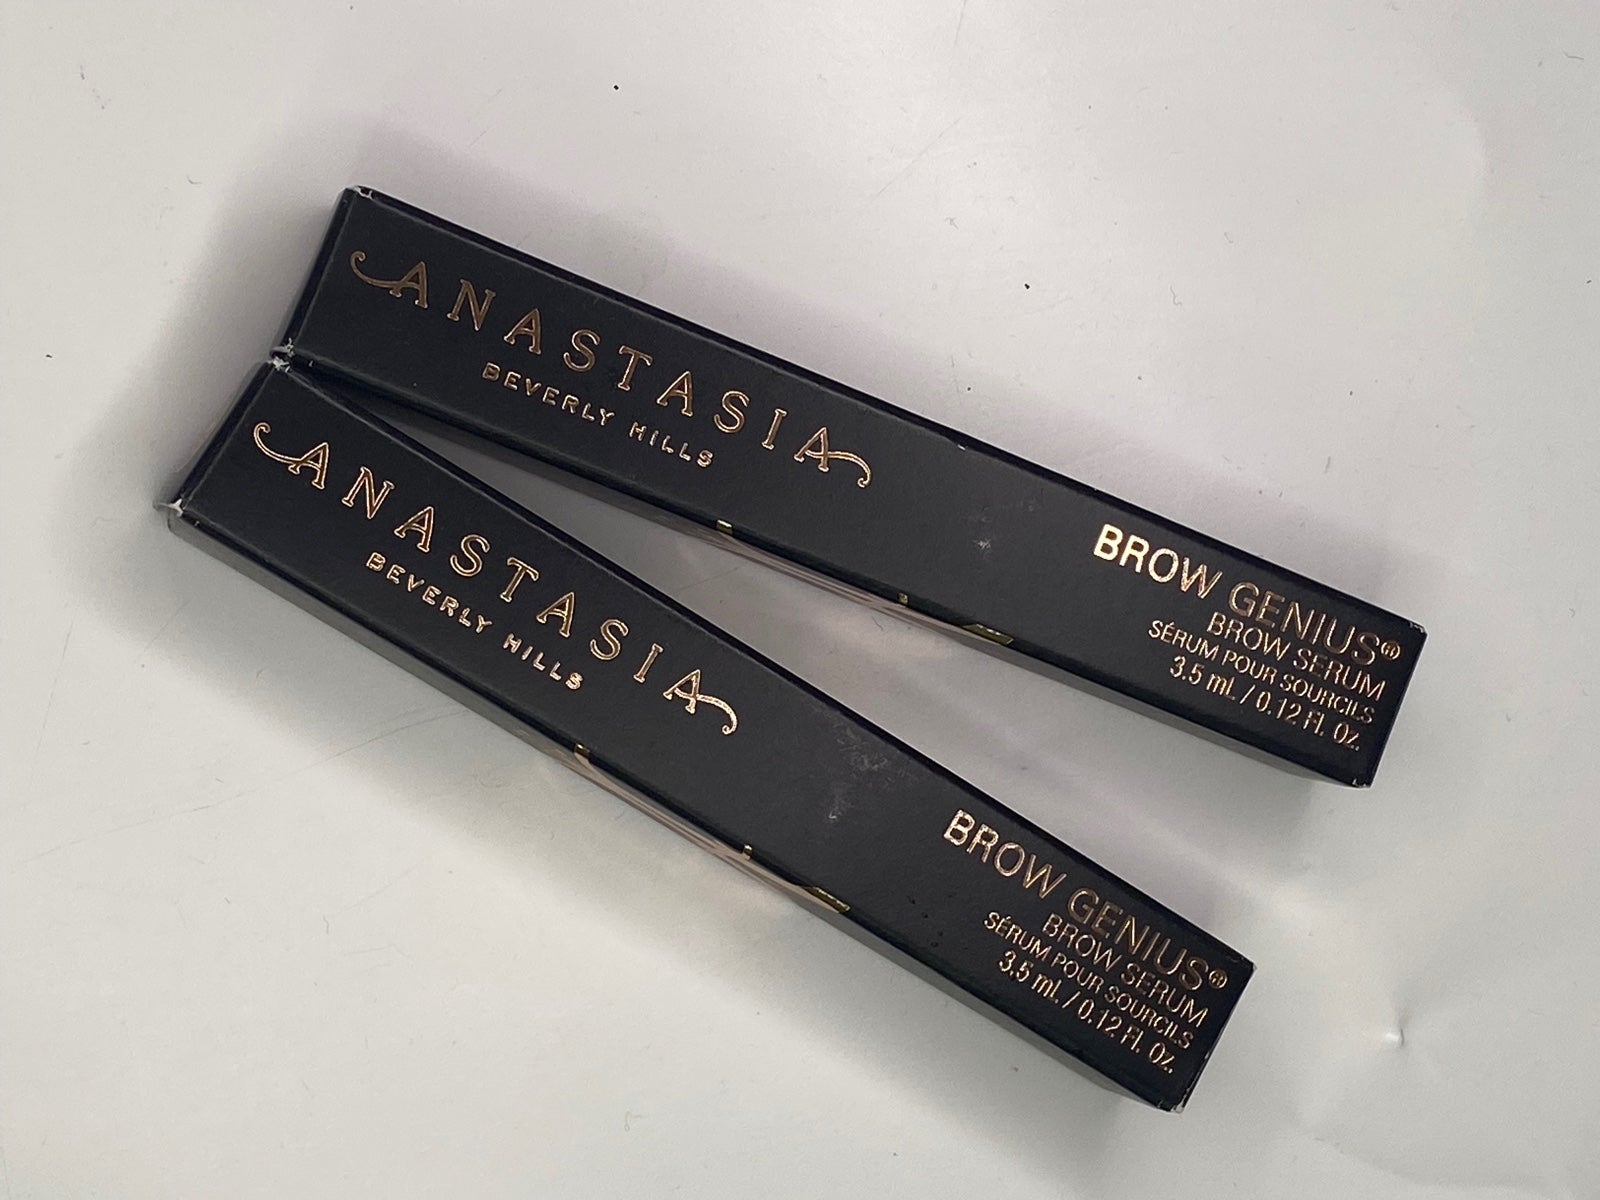 ANASTASIA
BEVERLY HILLS
BROW GENIUS®
BROW SERUM
SÉRUM POUR SOURCILS
3.5 mL / 0.12 Fl. Oz.
ANASTASIA
BEVERLY HILLS
BROW GENIUS®
BROW SERUM
SÉRUM POUR SOURCILS
3.5 mL / 0.12 Fl. Oz.